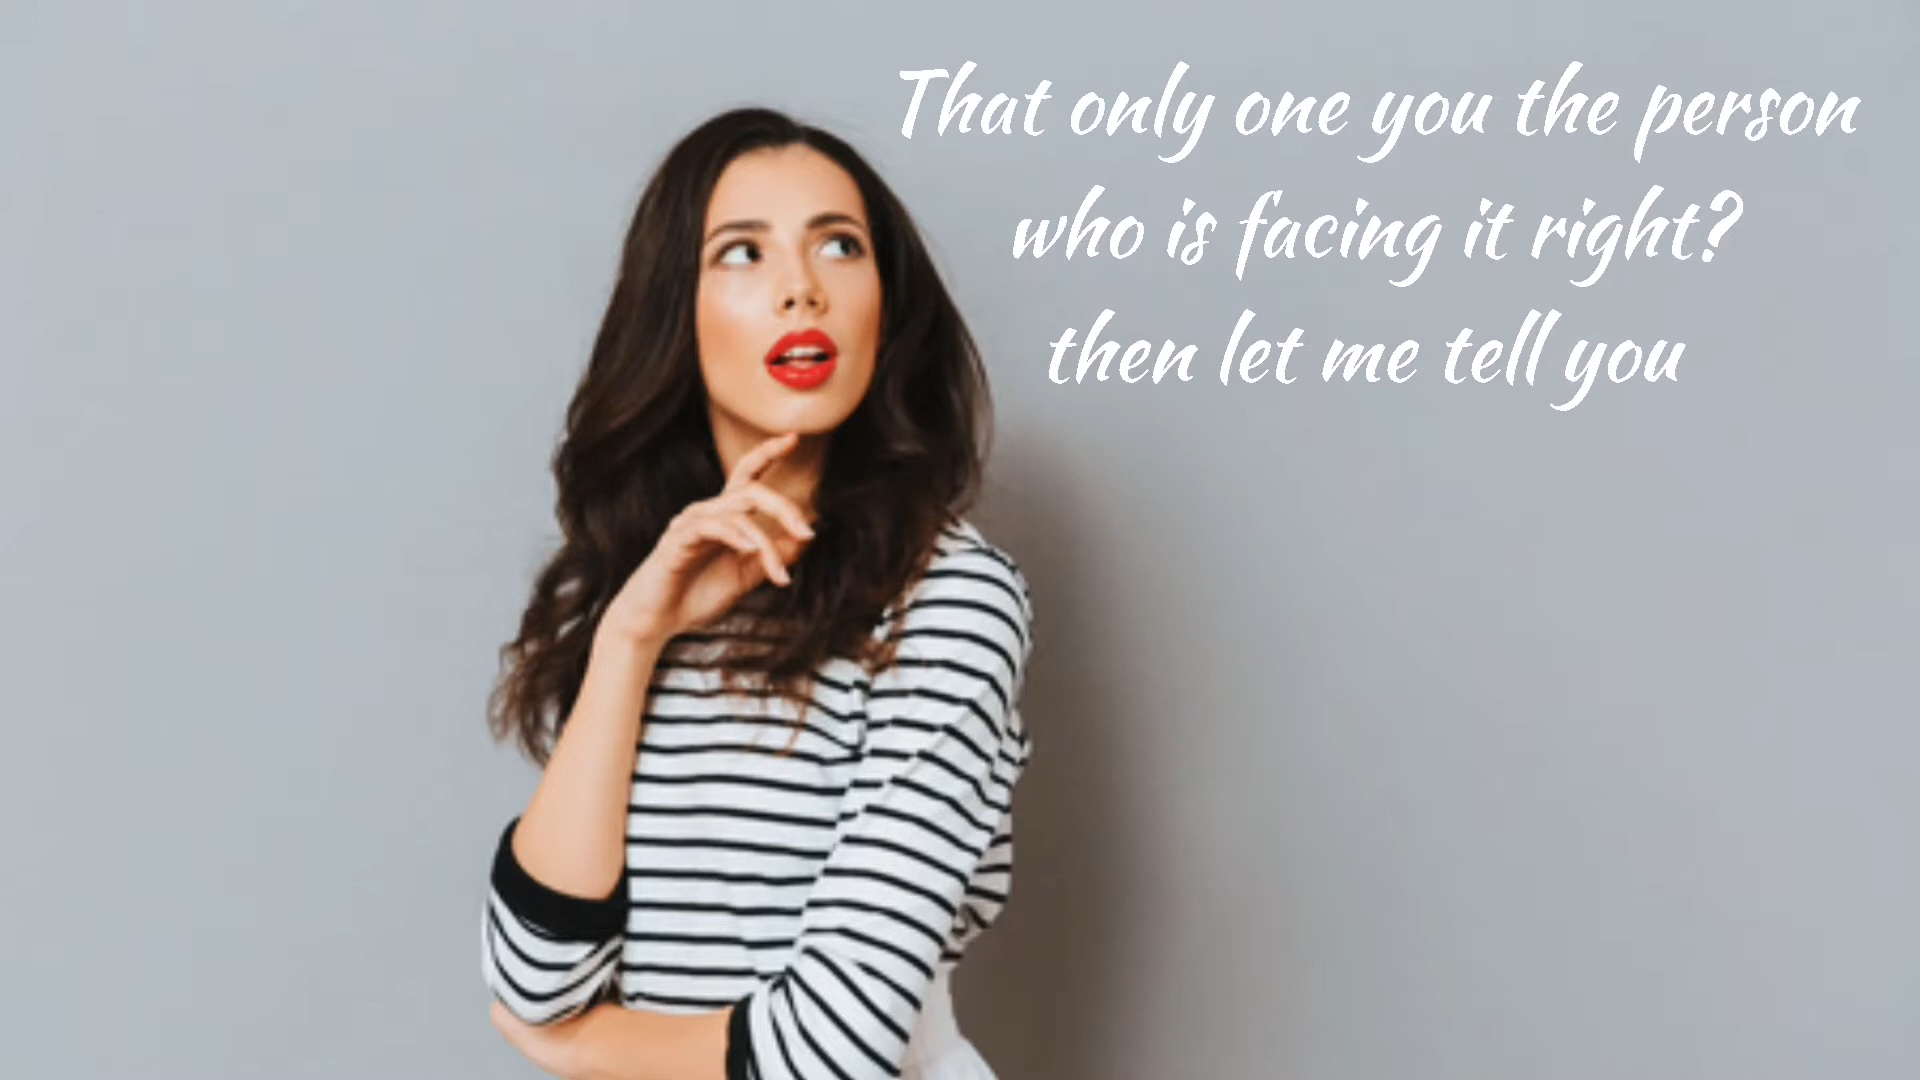 That only one you the person
who is facing it right?
then let me tell you